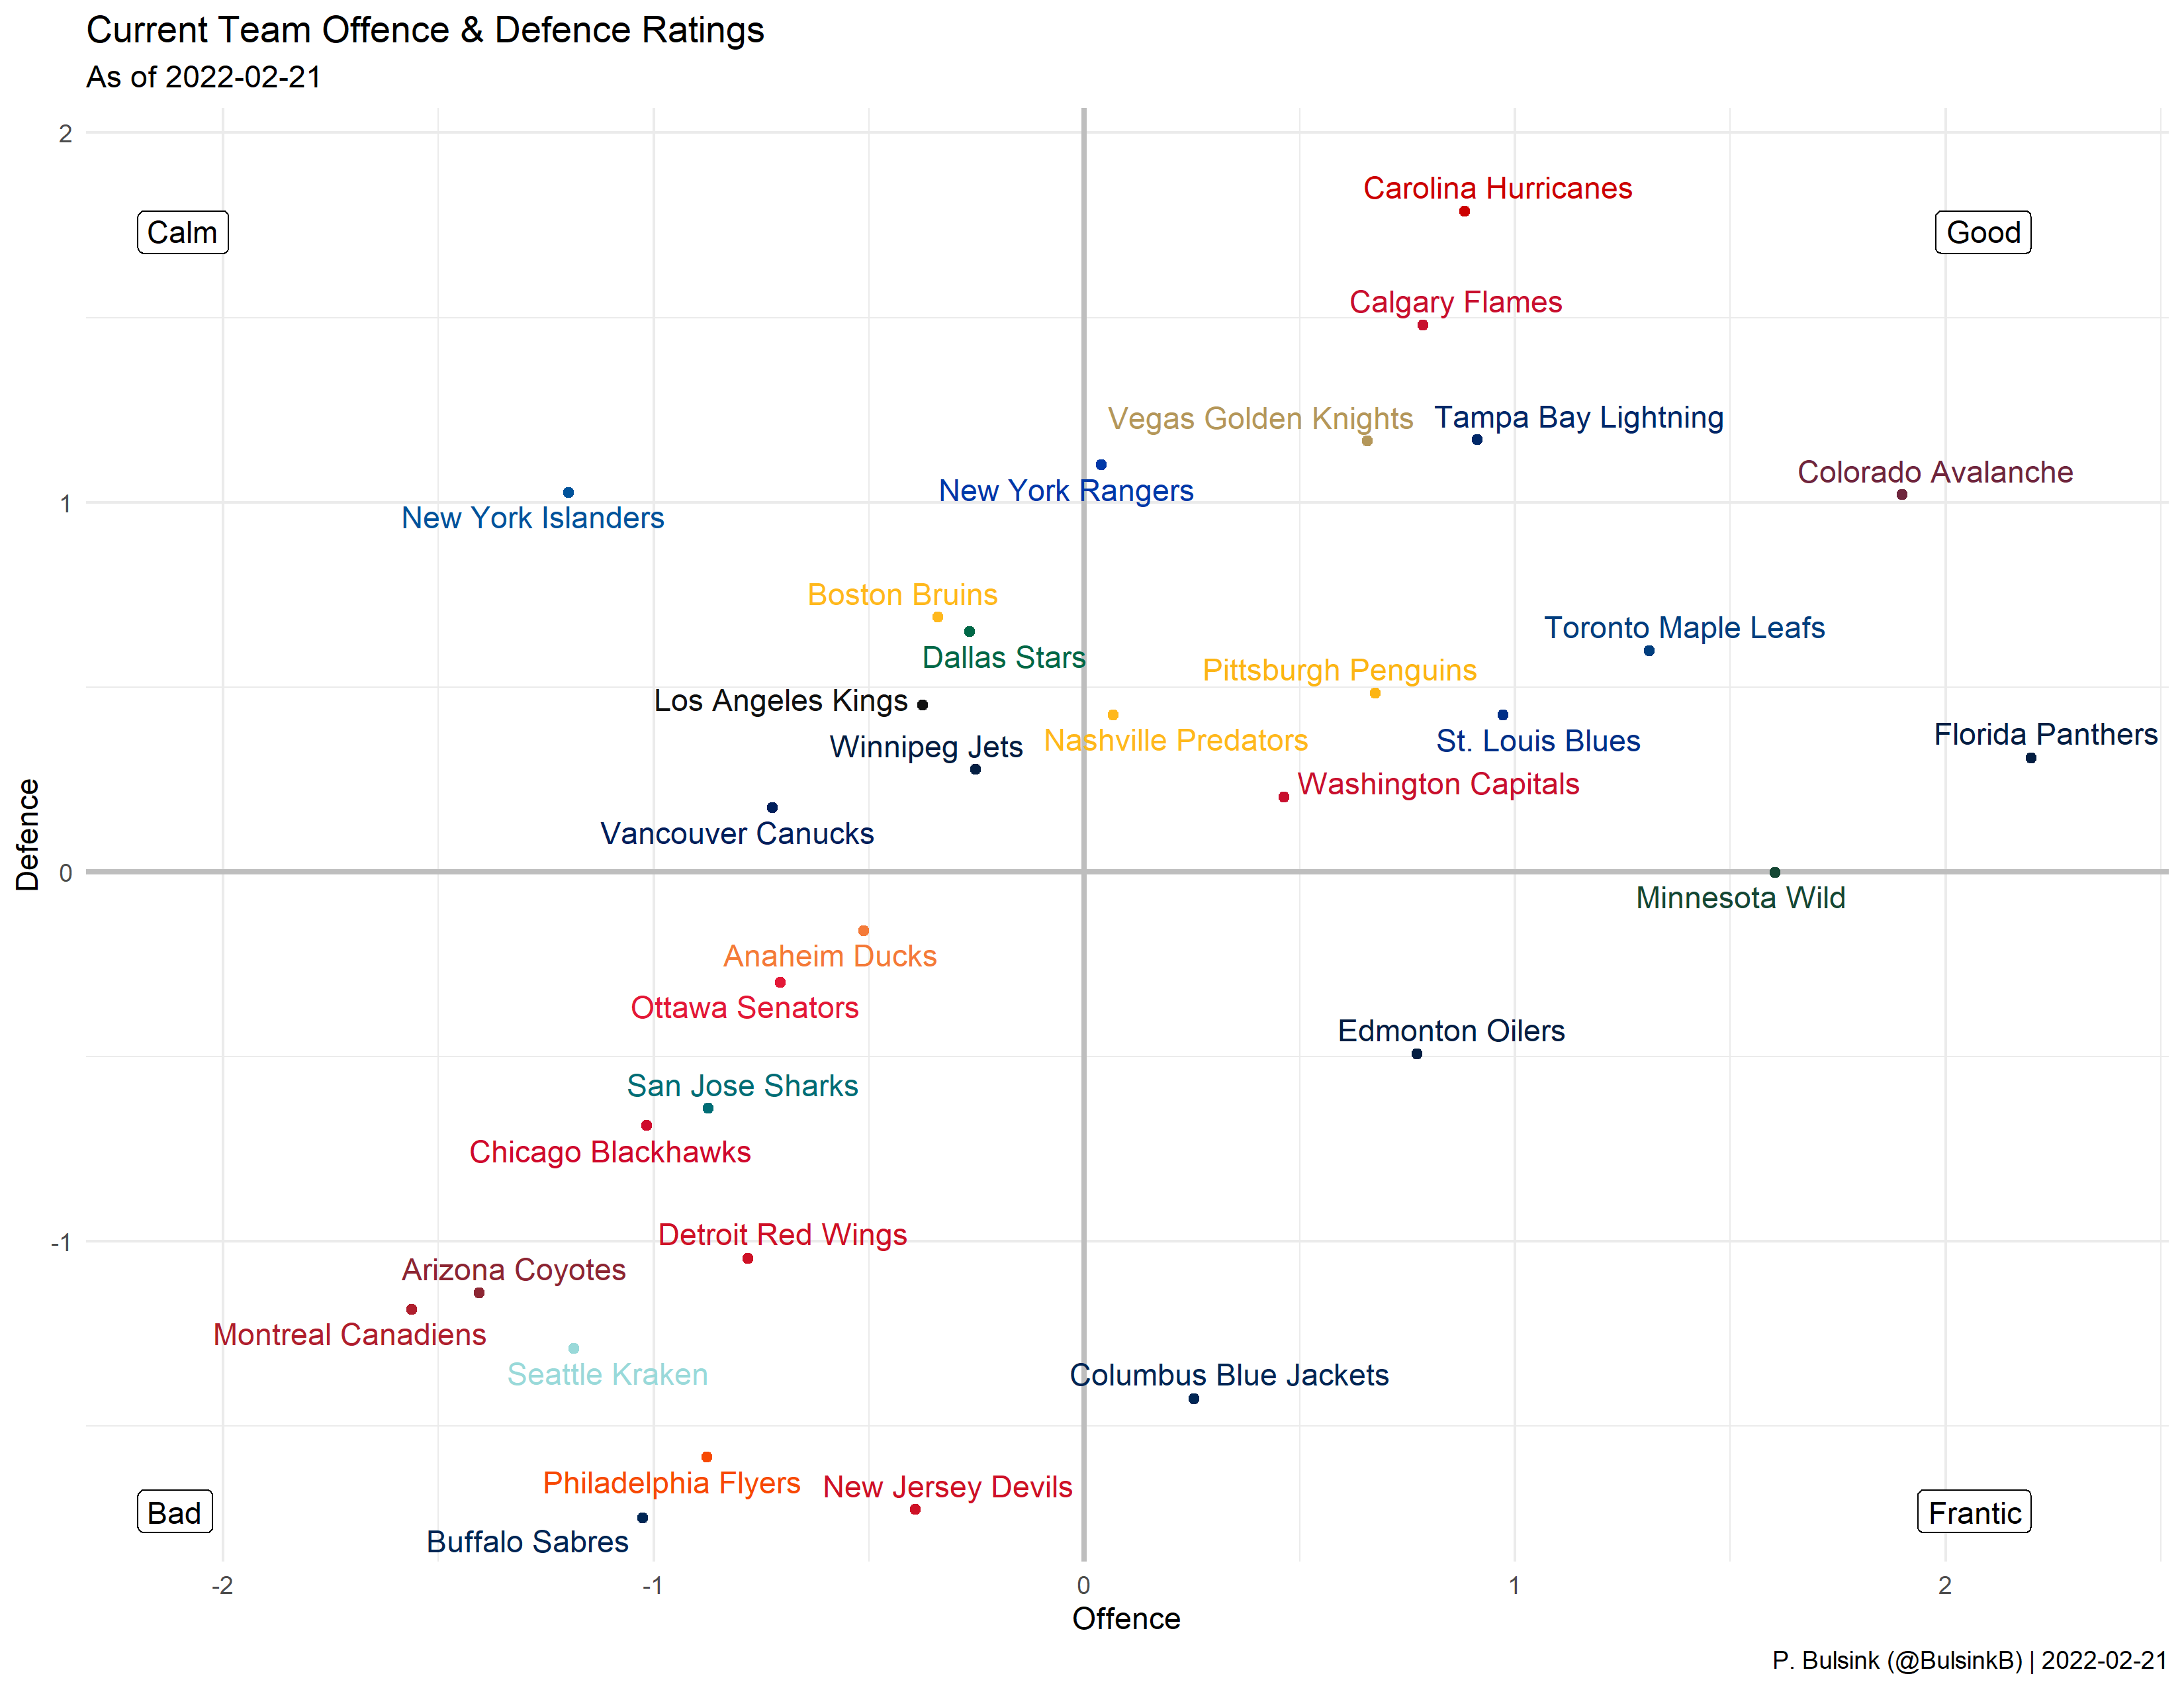 Current Team Offence & Defence Ratings
As of 2022-02-21
2
Carolina Hurricanes
Calm
Good
Calgary Flames
Vegas Golden Knights
Tampa Bay Lightning
Colorado Avalanche
New York Rangers
1
New York Islanders
Boston Bruins
Toronto Maple Leafs
Dallas Stars
Pittsburgh Penguins
Los Angeles Kings
Florida Panthers
Nashville Predators
St. Louis Blues
Winnipeg Jets
Washington Capitals
Vancouver Canucks
Defence
0
Minnesota Wild
Anaheim Ducks
Ottawa Senators
Edmonton Oilers
San Jose Sharks
Chicago Blackhawks
Detroit Red Wings
-1
Arizona Coyotes
Montreal Canadiens
Seattle Kraken
Columbus Blue Jackets
Philadelphia Flyers
New Jersey Devils
Bad
Frantic
Buffalo Sabres
-2
-1
0
1
2
Offence
P. Bulsink (@BulsinkB) | 2022-02-21